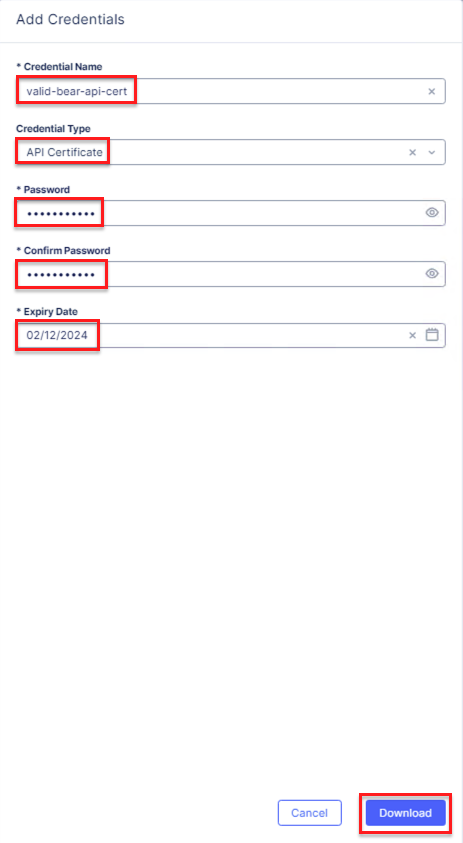 Add Credentials
* Credential Name
valid-bear-api-cert
Credential Type
API Certificate
* Password
•••••••••••
* Confirm Password
•••••••••••
* Expiry Date
02/12/2024
Cancel Download